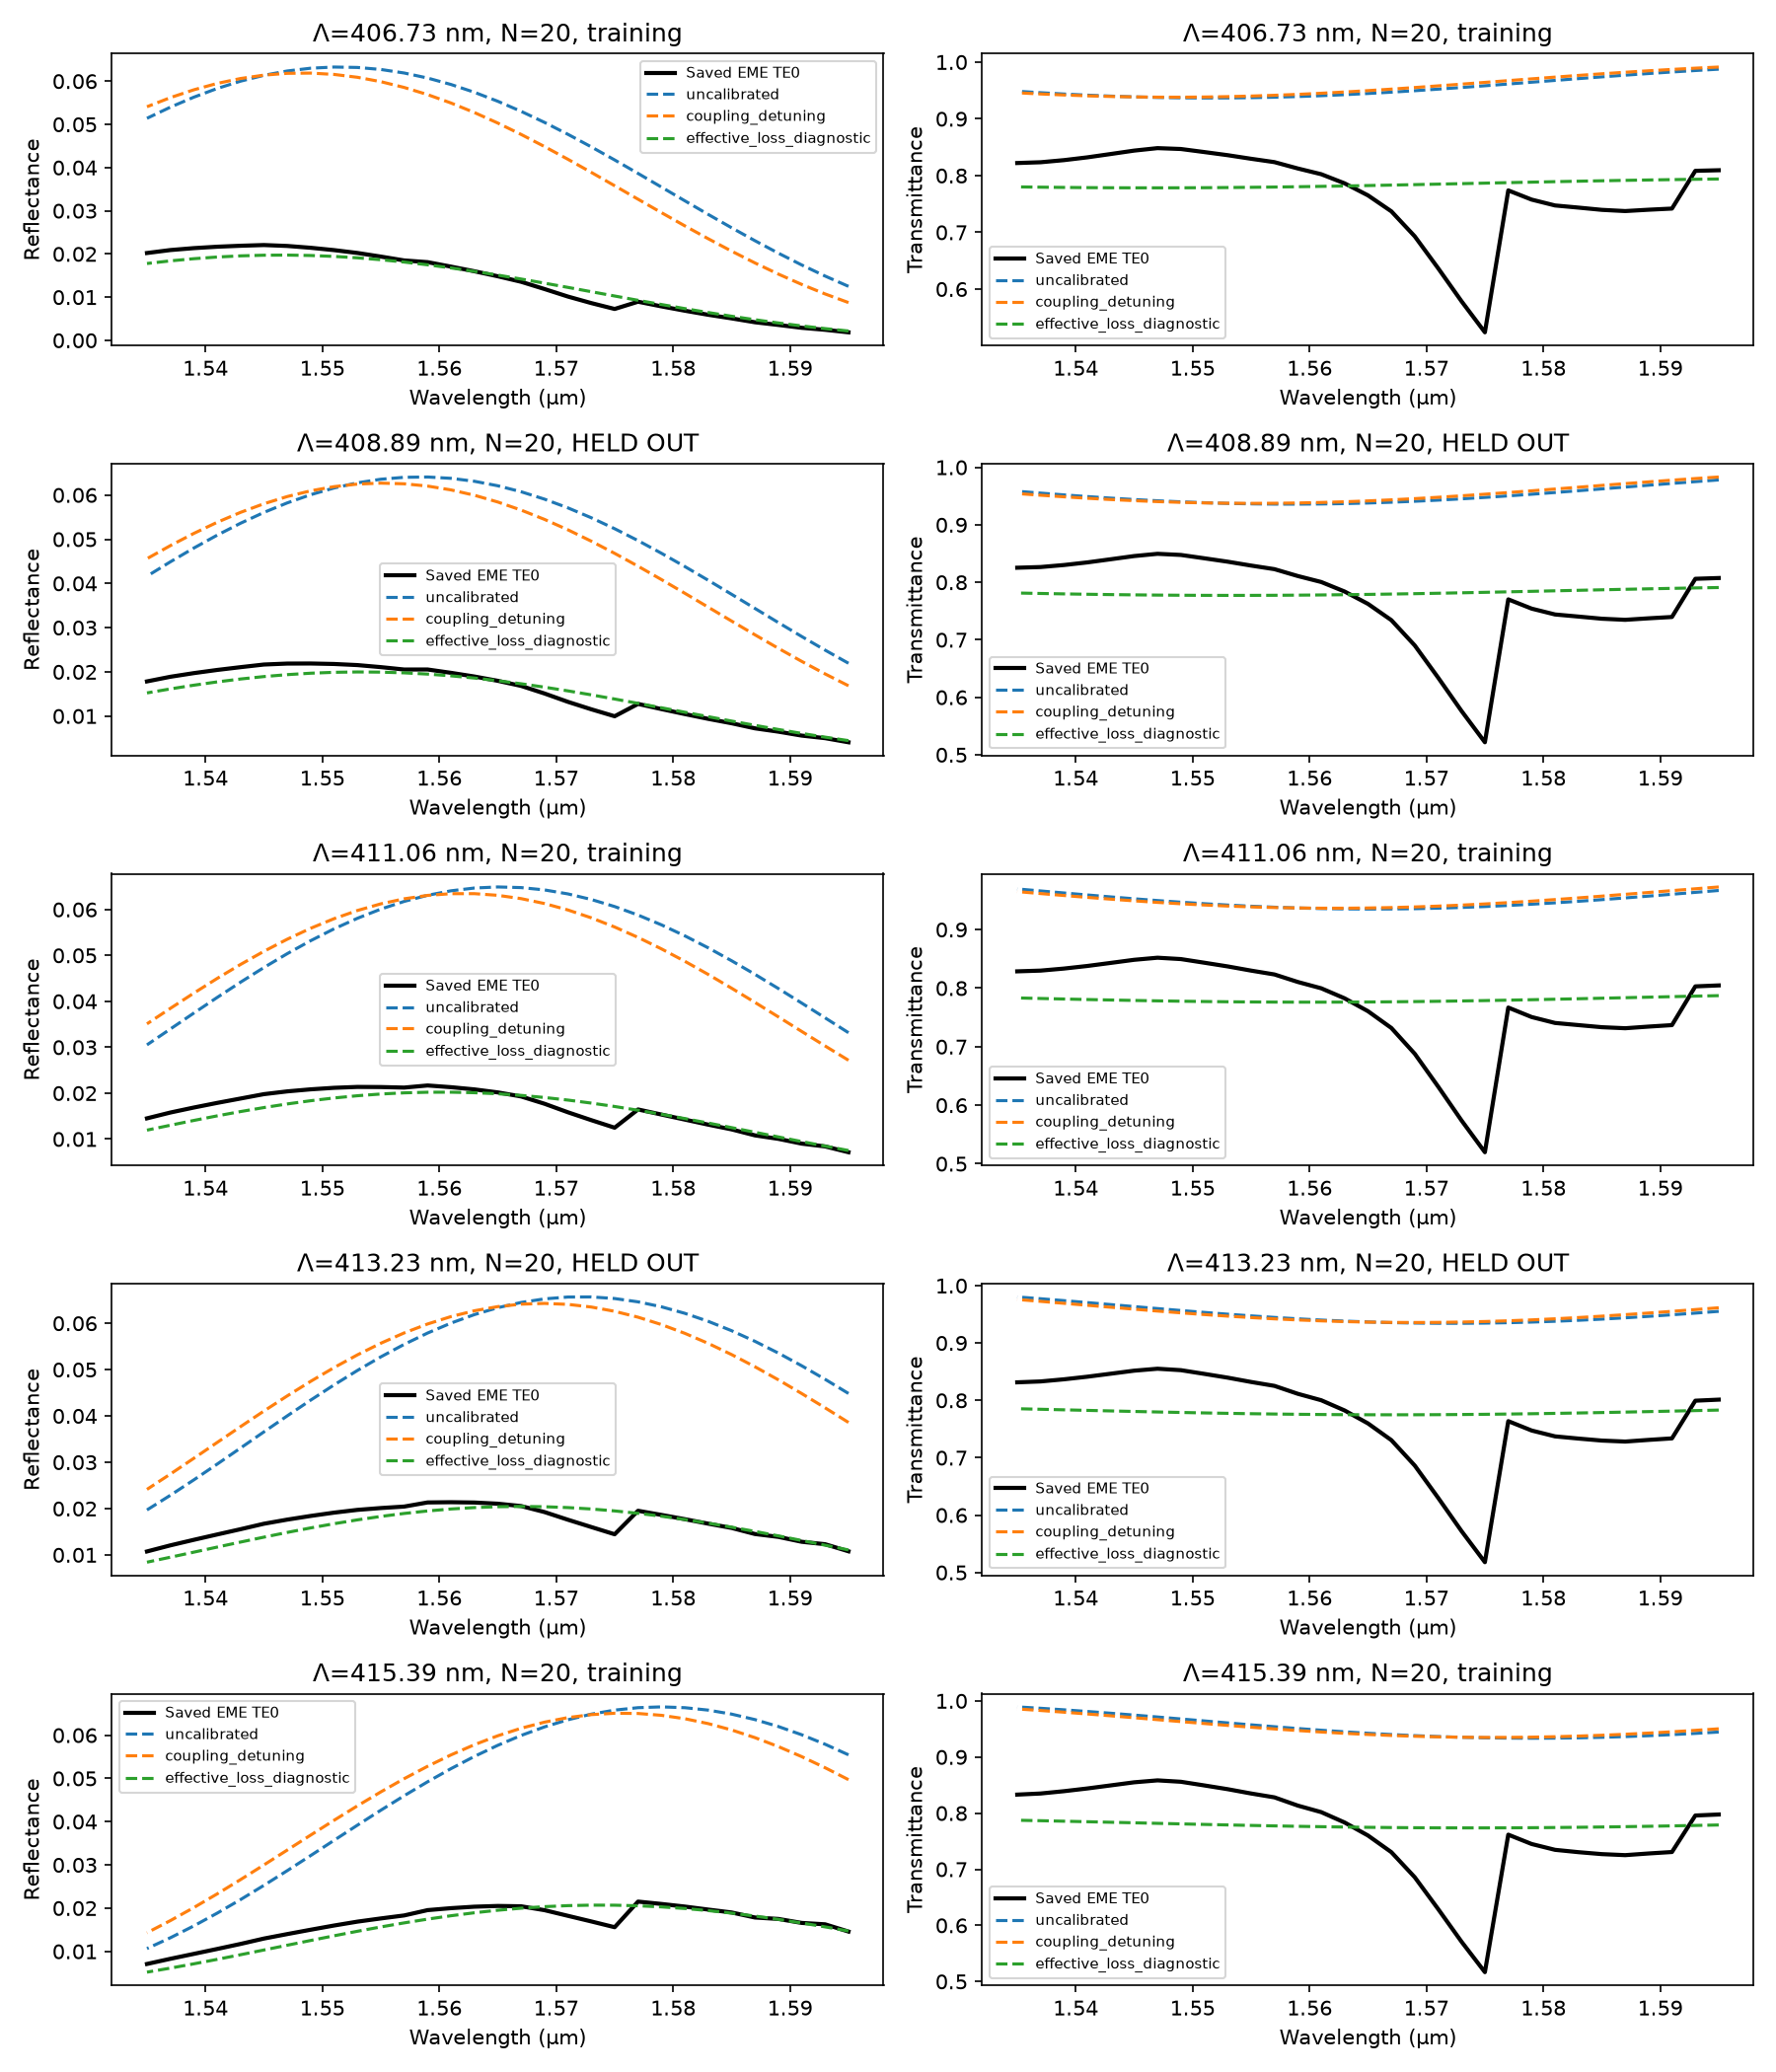 Λ=406.73 nm, N=20, training
Reflectance
0.06
0.05
0.04
0.03
0.02
0.01
0.00
Saved EME TE0
uncalibrated
coupling_detuning
effective_loss_diagnostic
1.54 1.55 1.56 1.57 1.58 1.59
Wavelength (µm)
Λ=406.73 nm, N=20, training
Transmittance
1.0
0.9
0.8
0.7
0.6
Saved EME TE0
uncalibrated
coupling_detuning
effective_loss_diagnostic
1.54 1.55 1.56 1.57 1.58 1.59
Wavelength (µm)
Λ=408.89 nm, N=20, HELD OUT
Reflectance
0.06
0.05
0.04
0.03
0.02
0.01
Saved EME TE0
uncalibrated
coupling_detuning
effective_loss_diagnostic
1.54 1.55 1.56 1.57 1.58 1.59
Wavelength (µm)
Λ=408.89 nm, N=20, HELD OUT
Transmittance
1.0
0.9
0.8
0.7
0.6
0.5
Saved EME TE0
uncalibrated
coupling_detuning
effective_loss_diagnostic
1.54 1.55 1.56 1.57 1.58 1.59
Wavelength (µm)
Λ=411.06 nm, N=20, training
Reflectance
0.06
0.05
0.04
0.03
0.02
0.01
Saved EME TE0
uncalibrated
coupling_detuning
effective_loss_diagnostic
1.54 1.55 1.56 1.57 1.58 1.59
Wavelength (µm)
Λ=411.06 nm, N=20, training
Transmittance
0.9
0.8
0.7
0.6
0.5
Saved EME TE0
uncalibrated
coupling_detuning
effective_loss_diagnostic
1.54 1.55 1.56 1.57 1.58 1.59
Wavelength (µm)
Λ=413.23 nm, N=20, HELD OUT
Reflectance
0.06
0.05
0.04
0.03
0.02
0.01
Saved EME TE0
uncalibrated
coupling_detuning
effective_loss_diagnostic
1.54 1.55 1.56 1.57 1.58 1.59
Wavelength (µm)
Λ=413.23 nm, N=20, HELD OUT
Transmittance
1.0
0.9
0.8
0.7
0.6
0.5
Saved EME TE0
uncalibrated
coupling_detuning
effective_loss_diagnostic
1.54 1.55 1.56 1.57 1.58 1.59
Wavelength (µm)
Λ=415.39 nm, N=20, training
Reflectance
0.06
0.05
0.04
0.03
0.02
0.01
Saved EME TE0
uncalibrated
coupling_detuning
effective_loss_diagnostic
1.54 1.55 1.56 1.57 1.58 1.59
Wavelength (µm)
Λ=415.39 nm, N=20, training
Transmittance
1.0
0.9
0.8
0.7
0.6
0.5
Saved EME TE0
uncalibrated
coupling_detuning
effective_loss_diagnostic
1.54 1.55 1.56 1.57 1.58 1.59
Wavelength (µm)